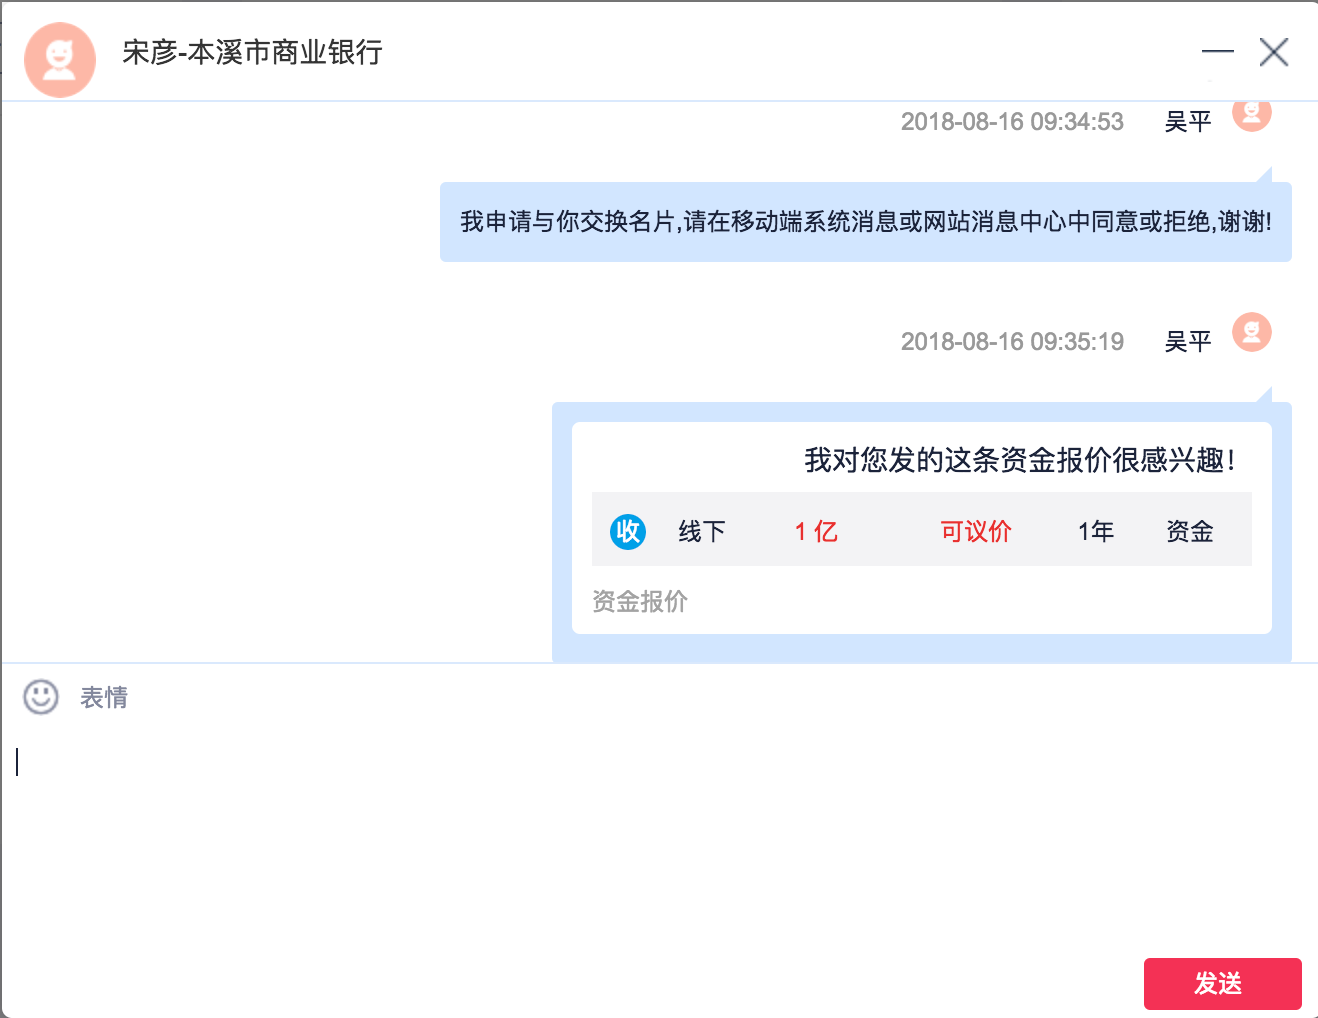 宋彦-本溪市商业银行
2018-08-16 09:34:53 吴平
我申请与你交换名片,请在移动端系统消息或网站消息中心中同意或拒绝,谢谢!
2018-08-16 09:35:19 吴平
我对您发的这条资金报价很感兴趣!
收 线下 1 亿 可议价 1年 资金
资金报价
表情
发送